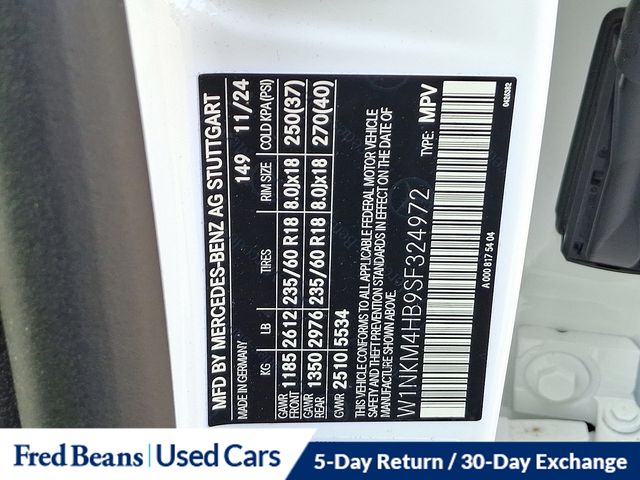 MFD BY MERCEDES-BENZ AG STUTTGART
MADE IN GERMANY 149 11/24
KG LB TIRES RIM SIZE COLD KPA(PSI)
GAWR FRONT 1185 2612 235/60 R18 8.0Jx18 250(37)
GAWR REAR 1350 2976 235/60 R18 8.0Jx18 270(40)
GVWR 2510 5534
THIS VEHICLE CONFORMS TO ALL APPLICABLE FEDERAL MOTOR VEHICLE
SAFETY AND THEFT PREVENTION STANDARDS IN EFFECT ON THE DATE OF
MANUFACTURE SHOWN ABOVE.
W1NKM4HB9SF324972 TYPE: MPV
A 000 817 54 04
0426382
Fred Beans | Used Cars
5-Day Return / 30-Day Exchange